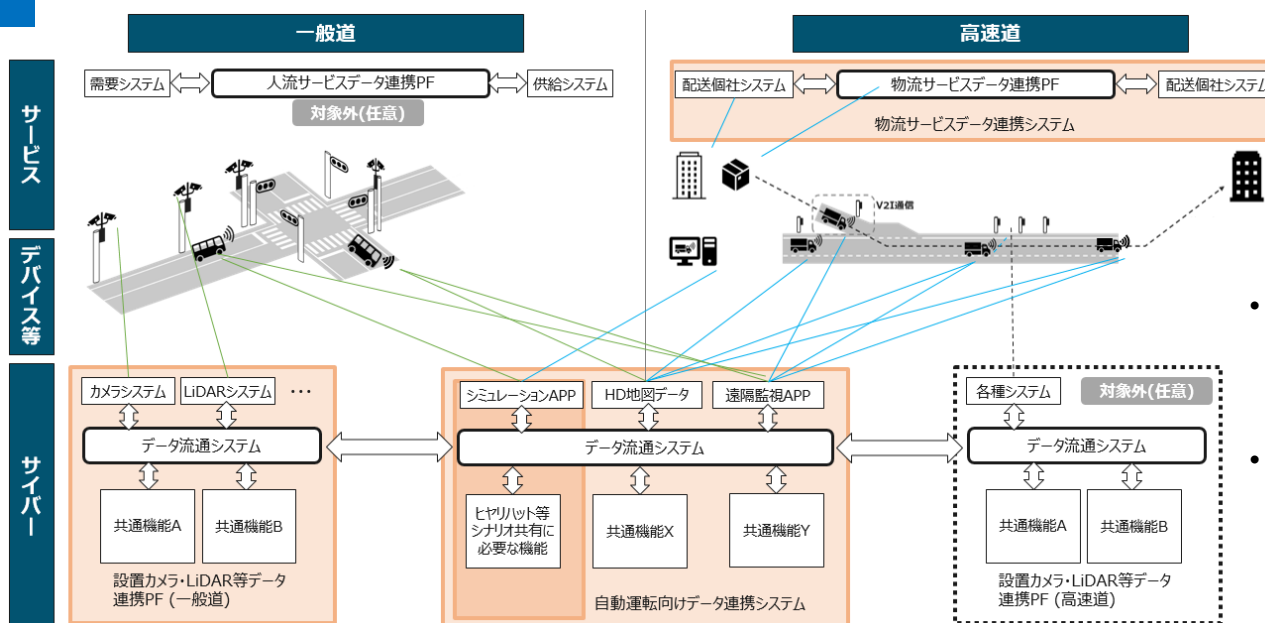 一般道
高速道
サービス
需要システム
人流サービスデータ連携PF
供給システム
対象外(任意)
配送個社システム
物流サービスデータ連携PF
配送個社システム
物流サービスデータ連携システム
V2I通信
デバイス等
サイバー
カメラシステム
LiDARシステム
…
データ流通システム
共通機能A
共通機能B
設置カメラ・LiDAR等データ
連携PF (一般道)
シミュレーションAPP
HD地図データ
遠隔監視APP
データ流通システム
ヒヤリハット等
シナリオ共有に
必要な機能
共通機能X
共通機能Y
自動運転向けデータ連携システム
各種システム
対象外(任意)
データ流通システム
共通機能A
共通機能B
設置カメラ・LiDAR等データ
連携PF (高速道)
•
•